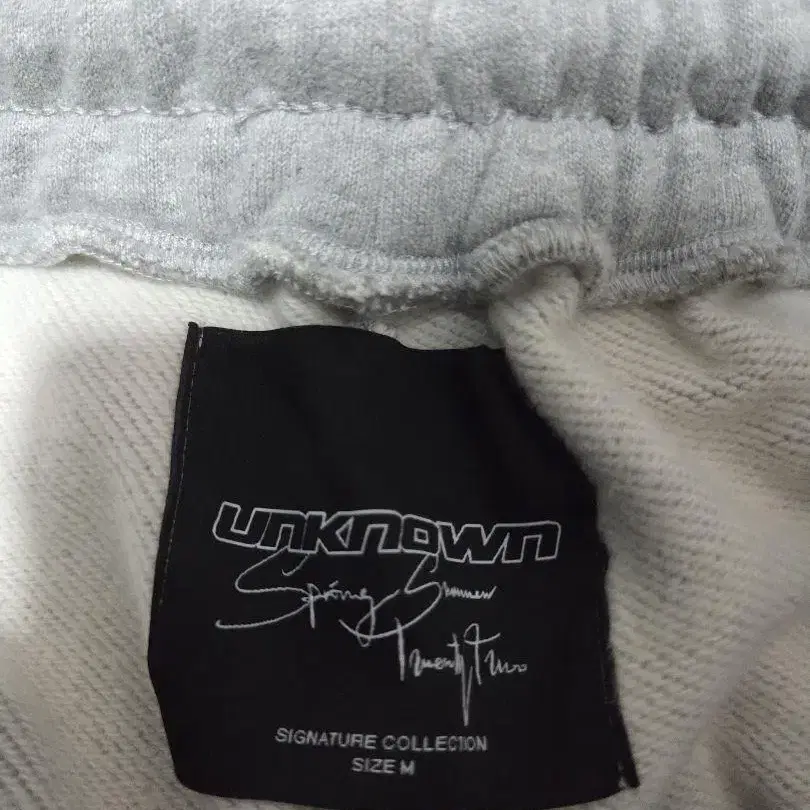 UNKNOWN
Spring Summer
Twenty Two
SIGNATURE COLLECTION
SIZE M